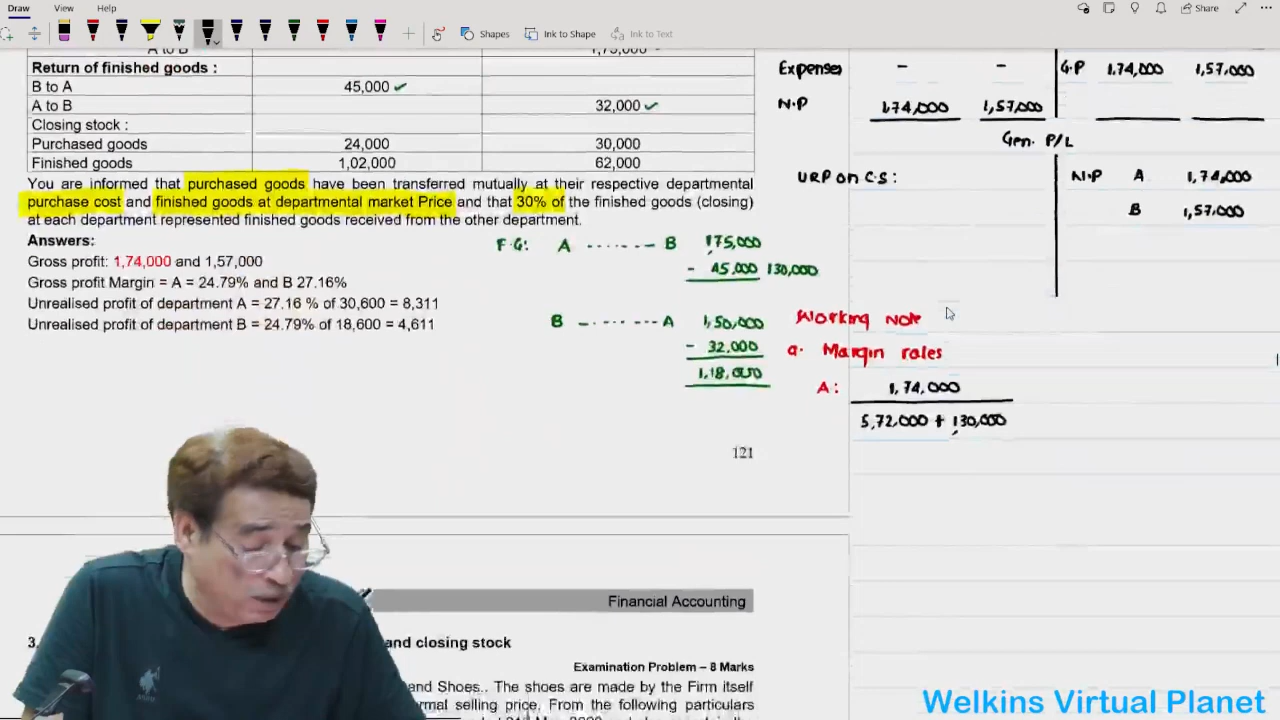 Draw View Help
Shapes Ink to Shape Ink to Text Share
A to B 1,75,000
Return of finished goods :
B to A 45,000
A to B 32,000
Closing stock :
Purchased goods 24,000 30,000
Finished goods 1,02,000 62,000
You are informed that purchased goods have been transferred mutually at their respective departmental
purchase cost and finished goods at departmental market Price and that 30% of the finished goods (closing)
at each department represented finished goods received from the other department.
Answers:
Gross profit: 1,74,000 and 1,57,000
Gross profit Margin = A = 24.79% and B 27.16%
Unrealised profit of department A = 27.16 % of 30,600 = 8,311
Unrealised profit of department B = 24.79% of 18,600 = 4,611
F.G: A ------- B 175,000
- 45,000 130,000
B ------- A 1,50,000
- 32,000
1,18,000
121
Financial Accounting
3.
and closing stock
Examination Problem – 8 Marks
and Shoes.. The shoes are made by the Firm itself
rmal selling price. From the following particulars
Expenses - - G.P 1,74,000 1,57,000
N.P 1,74,000 1,57,000
Gen. P/L
URP on C.S: N.P A 1,74,000
B 1,57,000
Working Note
a. Margin rates
A: 1,74,000
5,72,000 + 130,000
Welkins Virtual Planet